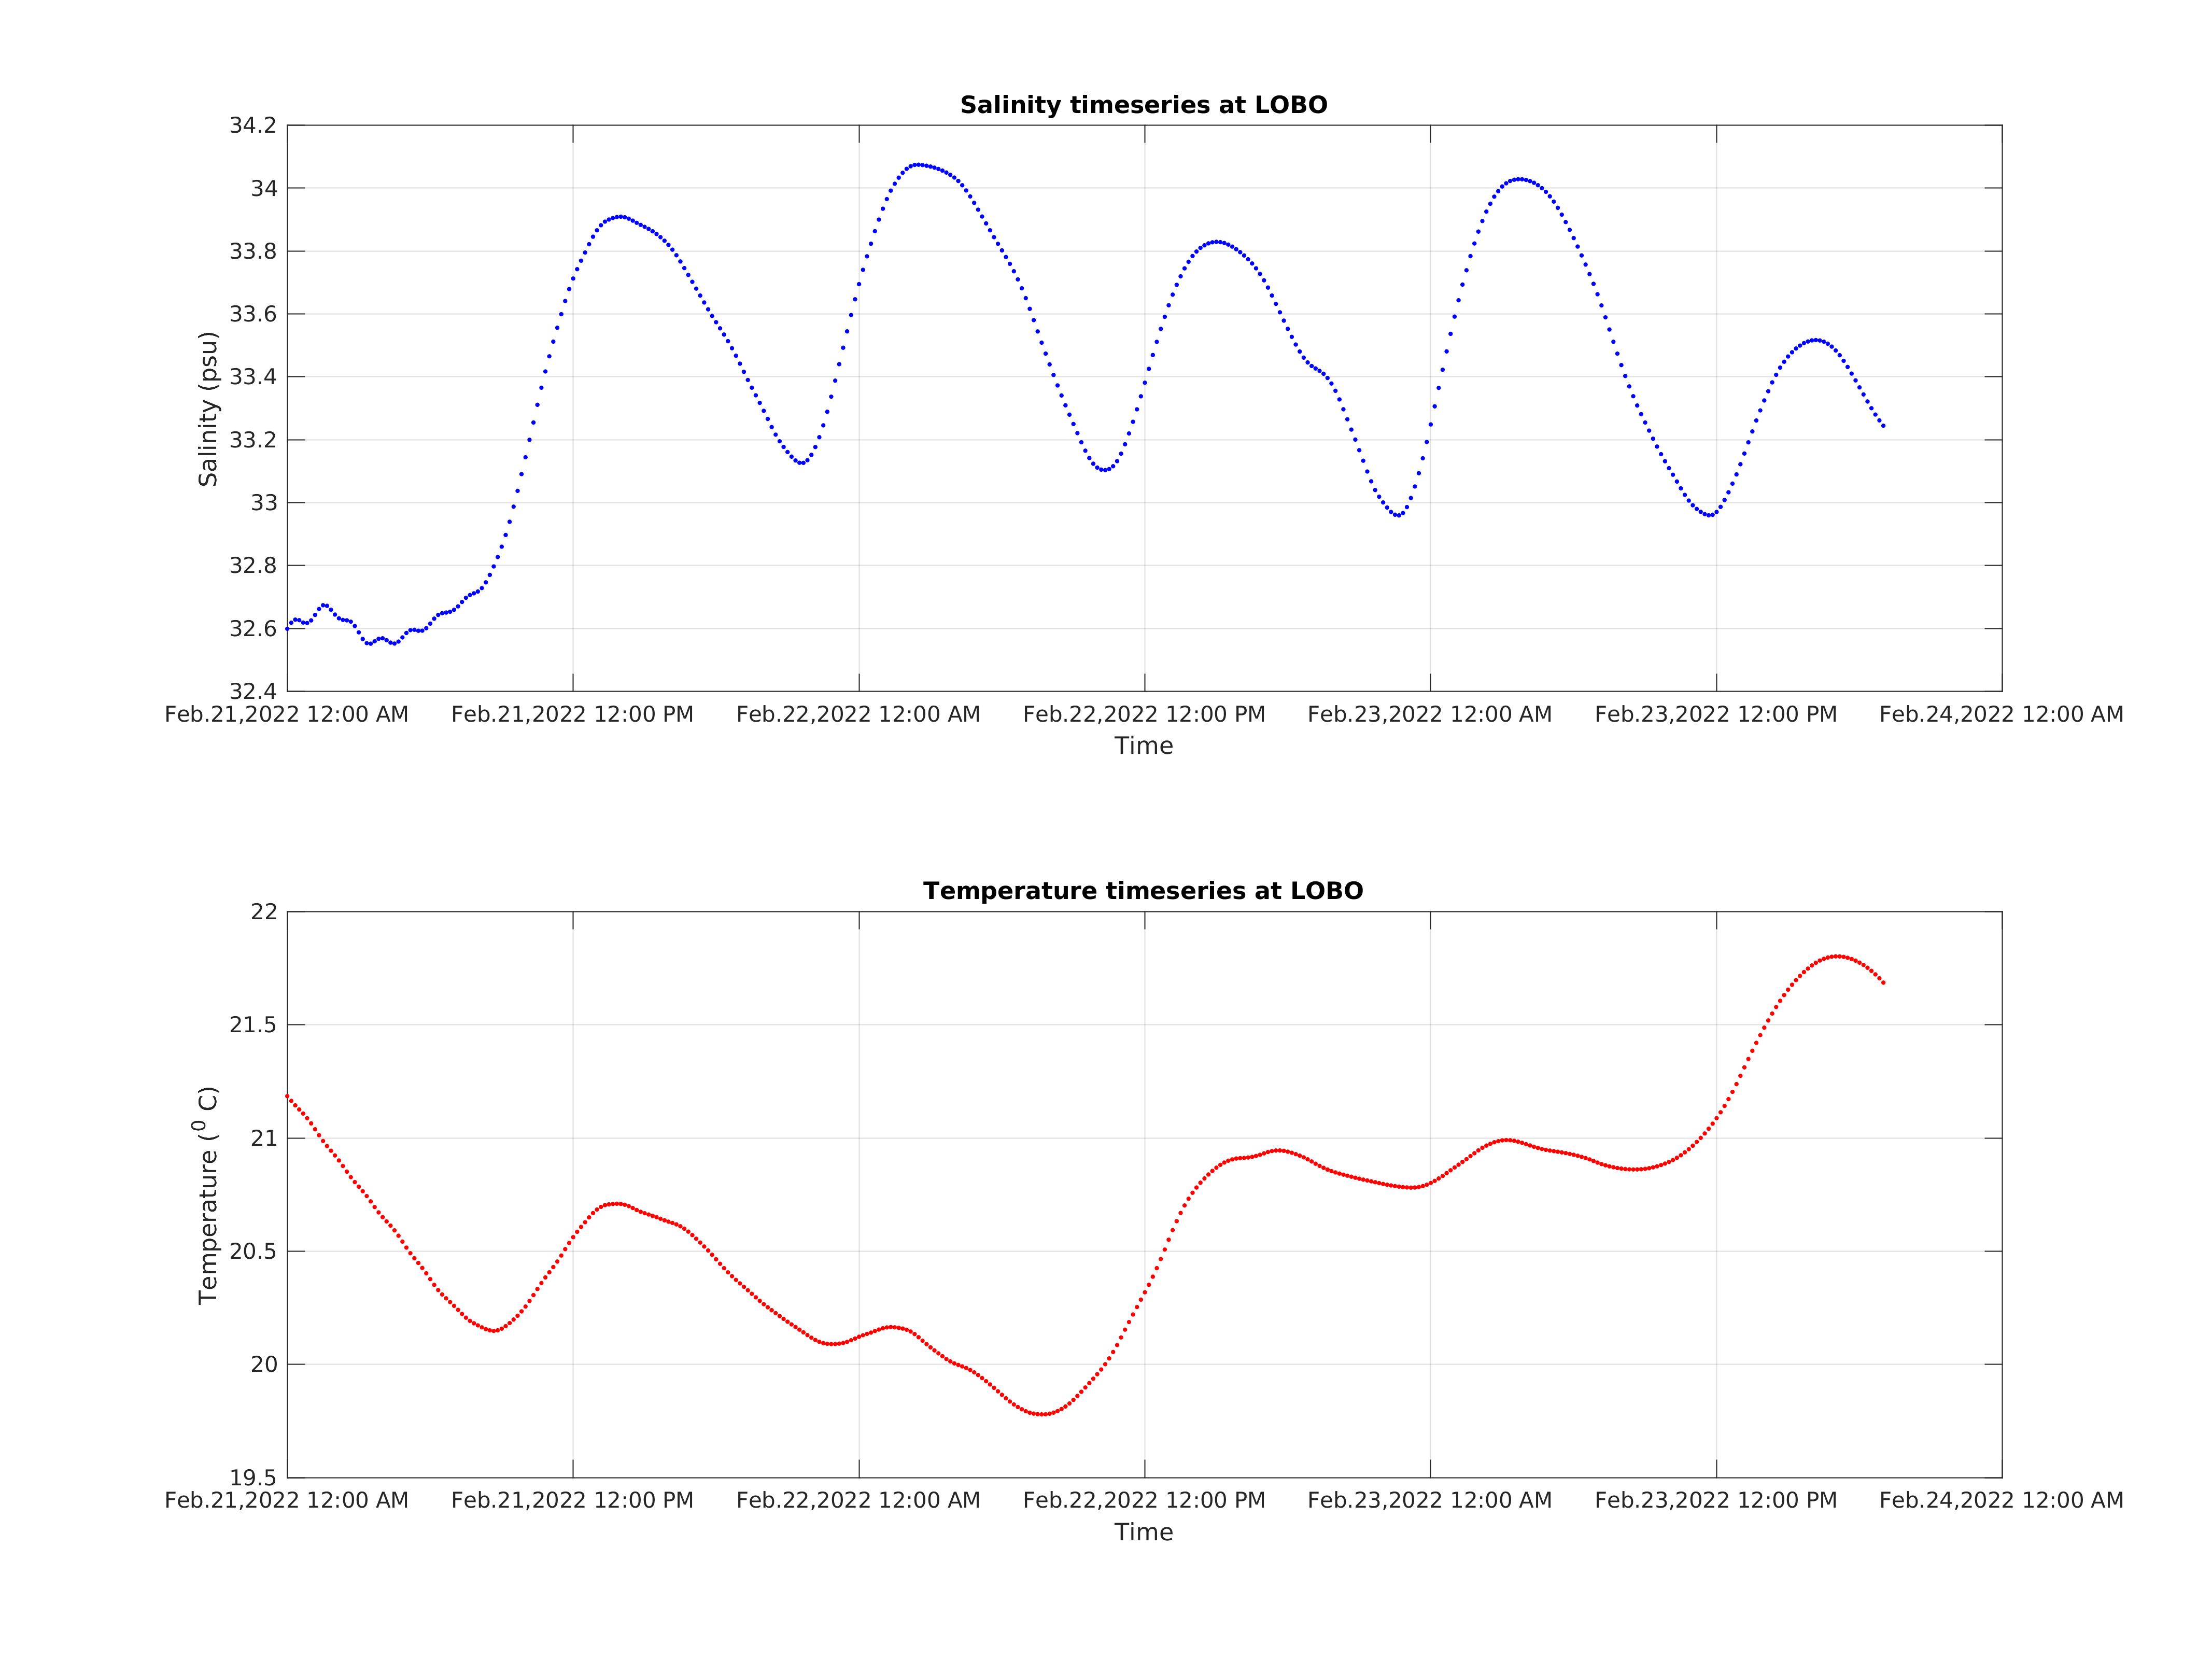 Salinity timeseries at LOBO
34.2
34
33.8
33.6
33.4
33.2
33
32.8
32.6
32.4
Salinity (psu)
Feb.21,2022 12:00 AM Feb.21,2022 12:00 PM Feb.22,2022 12:00 AM Feb.22,2022 12:00 PM Feb.23,2022 12:00 AM Feb.23,2022 12:00 PM Feb.24,2022 12:00 AM
Time
Temperature timeseries at LOBO
22
21.5
21
20.5
20
19.5
Temperature (⁰ C)
Feb.21,2022 12:00 AM Feb.21,2022 12:00 PM Feb.22,2022 12:00 AM Feb.22,2022 12:00 PM Feb.23,2022 12:00 AM Feb.23,2022 12:00 PM Feb.24,2022 12:00 AM
Time